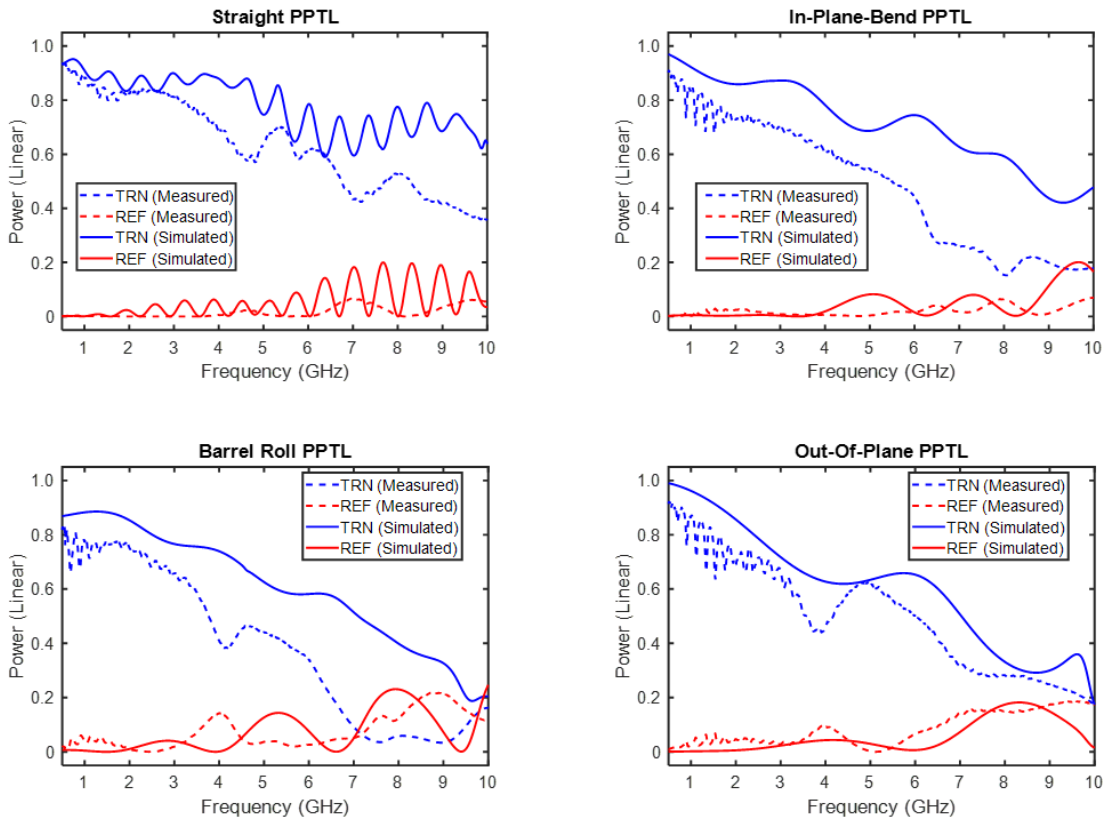 Straight PPTL
1.0
0.8
0.6
0.4
0.2
0
Power (Linear)
TRN (Measured)
REF (Measured)
TRN (Simulated)
REF (Simulated)
1 2 3 4 5 6 7 8 9 10
Frequency (GHz)
In-Plane-Bend PPTL
1.0
0.8
0.6
0.4
0.2
0
Power (Linear)
TRN (Measured)
REF (Measured)
TRN (Simulated)
REF (Simulated)
1 2 3 4 5 6 7 8 9 10
Frequency (GHz)
Barrel Roll PPTL
1.0
0.8
0.6
0.4
0.2
0
Power (Linear)
TRN (Measured)
REF (Measured)
TRN (Simulated)
REF (Simulated)
1 2 3 4 5 6 7 8 9 10
Frequency (GHz)
Out-Of-Plane PPTL
1.0
0.8
0.6
0.4
0.2
0
Power (Linear)
TRN (Measured)
REF (Measured)
TRN (Simulated)
REF (Simulated)
1 2 3 4 5 6 7 8 9 10
Frequency (GHz)